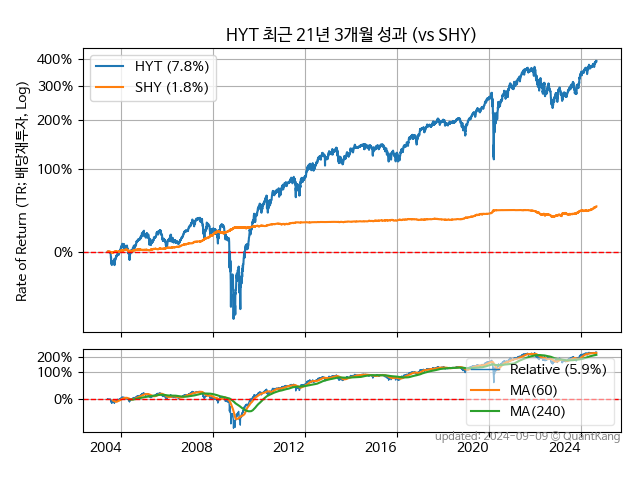 HYT 최근 21년 3개월 성과 (vs SHY)
Rate of Return (TR; 배당재투자, Log)
400%
300%
200%
100%
0%
HYT (7.8%)
SHY (1.8%)
200%
100%
0%
Relative (5.9%)
MA(60)
MA(240)
2004
2008
2012
2016
2020
2024
updated: 2024-09-09 © QuantKang